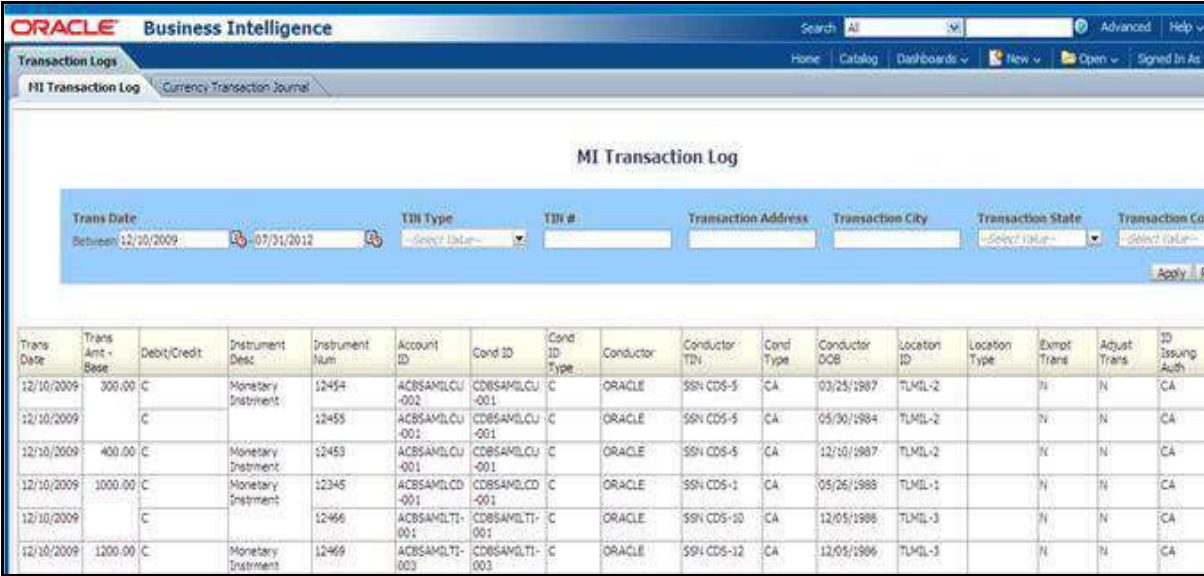 ORACLE Business Intelligence Search All Advanced Help
Transaction Logs Home Catalog Dashboards New Open Signed In As
MI Transaction Log Currency Transaction Journal
MI Transaction Log
Trans Date TIN Type TIN # Transaction Address Transaction City Transaction State Transaction Co
Between 12/10/2009 - 07/31/2012 --Select Value-- --Select Value-- --Select Value--
Apply
Trans Date Trans Amt - Base Debit/Credit Instrument Desc Instrument Num Account ID Cond ID Cond ID Type Conductor Conductor TIN Cond Type Conductor DOB Location ID Location Type Exmpt Trans Adjust Trans ID Issuing Auth
12/10/2009 300.00 C Monetary Instrment 12454 ACBSAMILCU-002 CDBSAMILCU-001 C ORACLE SSN CDS-5 CA 03/25/1987 TLMIL-2 N N CA
12/10/2009 C 12455 ACBSAMILCU-001 CDBSAMILCU-001 C ORACLE SSN CDS-5 CA 05/30/1984 TLMIL-2 N N CA
12/10/2009 400.00 C Monetary Instrment 12453 ACBSAMILCU-001 CDBSAMILCU-001 C ORACLE SSN CDS-5 CA 12/10/1987 TLMIL-2 N N CA
12/10/2009 1000.00 C Monetary Instrment 12345 ACBSAMILCD-001 CDBSAMILCD-001 C ORACLE SSN CDS-1 CA 05/26/1988 TLMIL-1 N N CA
12/10/2009 C 12466 ACBSAMILTI-001 CDBSAMILTI-001 C ORACLE SSN CDS-10 CA 12/05/1986 TLMIL-3 N N CA
12/10/2009 1200.00 C Monetary Instrment 12469 ACBSAMILTI-003 CDBSAMILTI-003 C ORACLE SSN CDS-12 CA 12/05/1986 TLMIL-3 N N CA